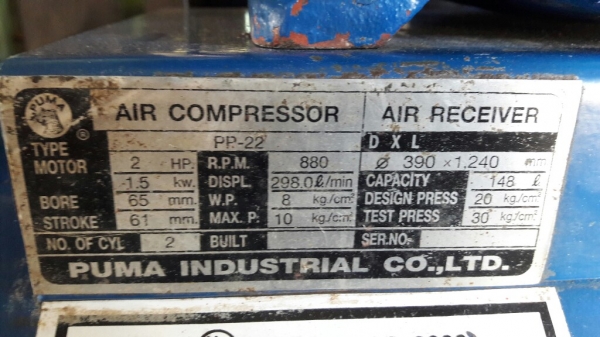 PUMA
®
AIR COMPRESSOR AIR RECEIVER
TYPE PP-22 D X L
MOTOR 2 HP. R.P.M. 880 ø 390 x 1,240 mm
1.5 kw. DISPL. 298.0 ℓ/min CAPACITY 148 ℓ
BORE 65 mm. W.P. 8 kg/cm² DESIGN PRESS 20 kg/cm²
STROKE 61 mm. MAX. P. 10 kg/cm² TEST PRESS 30 kg/cm²
NO. OF CYL 2 BUILT SER.NO.
PUMA INDUSTRIAL CO.,LTD.